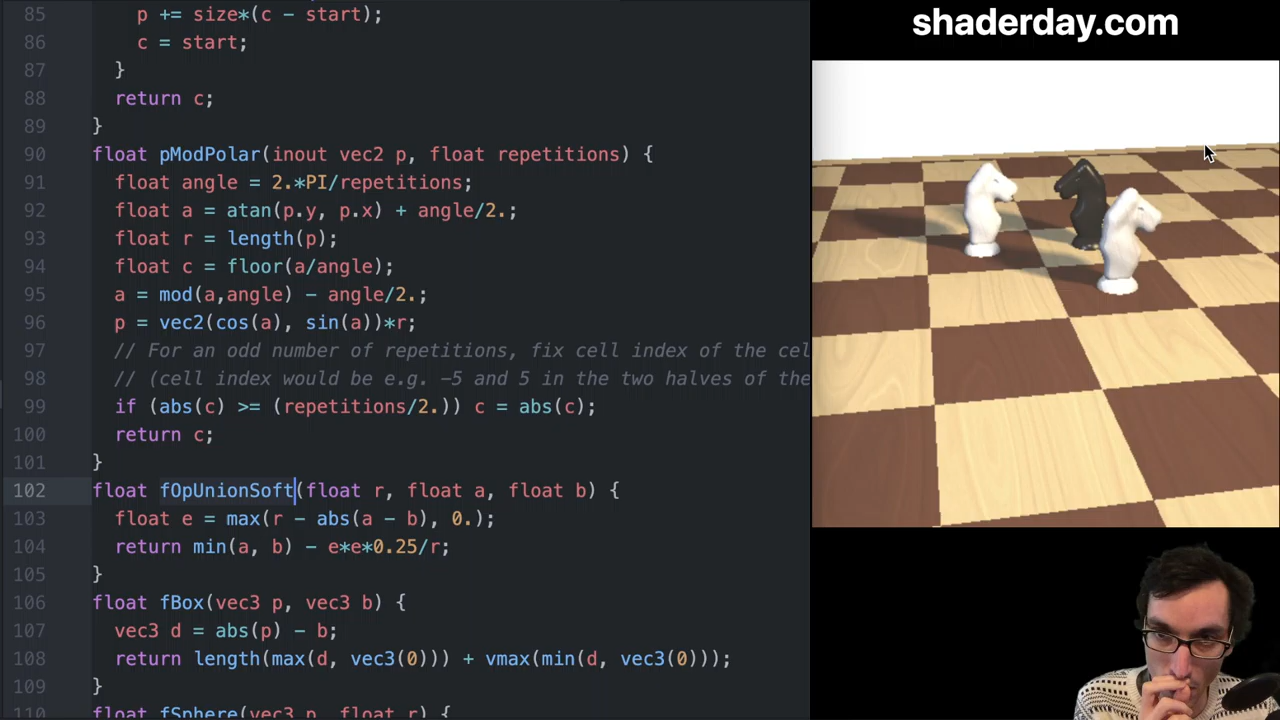 85 p += size*(c - start);
86 c = start;
87 }
88 return c;
89 }
90 float pModPolar(inout vec2 p, float repetitions) {
91 float angle = 2.*PI/repetitions;
92 float a = atan(p.y, p.x) + angle/2.;
93 float r = length(p);
94 float c = floor(a/angle);
95 a = mod(a,angle) - angle/2.;
96 p = vec2(cos(a), sin(a))*r;
97 // For an odd number of repetitions, fix cell index of the cel
98 // (cell index would be e.g. -5 and 5 in the two halves of the
99 if (abs(c) >= (repetitions/2.)) c = abs(c);
100 return c;
101 }
102 float fOpUnionSoft(float r, float a, float b) {
103 float e = max(r - abs(a - b), 0.);
104 return min(a, b) - e*e*0.25/r;
105 }
106 float fBox(vec3 p, vec3 b) {
107 vec3 d = abs(p) - b;
108 return length(max(d, vec3(0))) + vmax(min(d, vec3(0)));
109 }
110 float fSphere(vec3 p, float r) {
shaderday.com